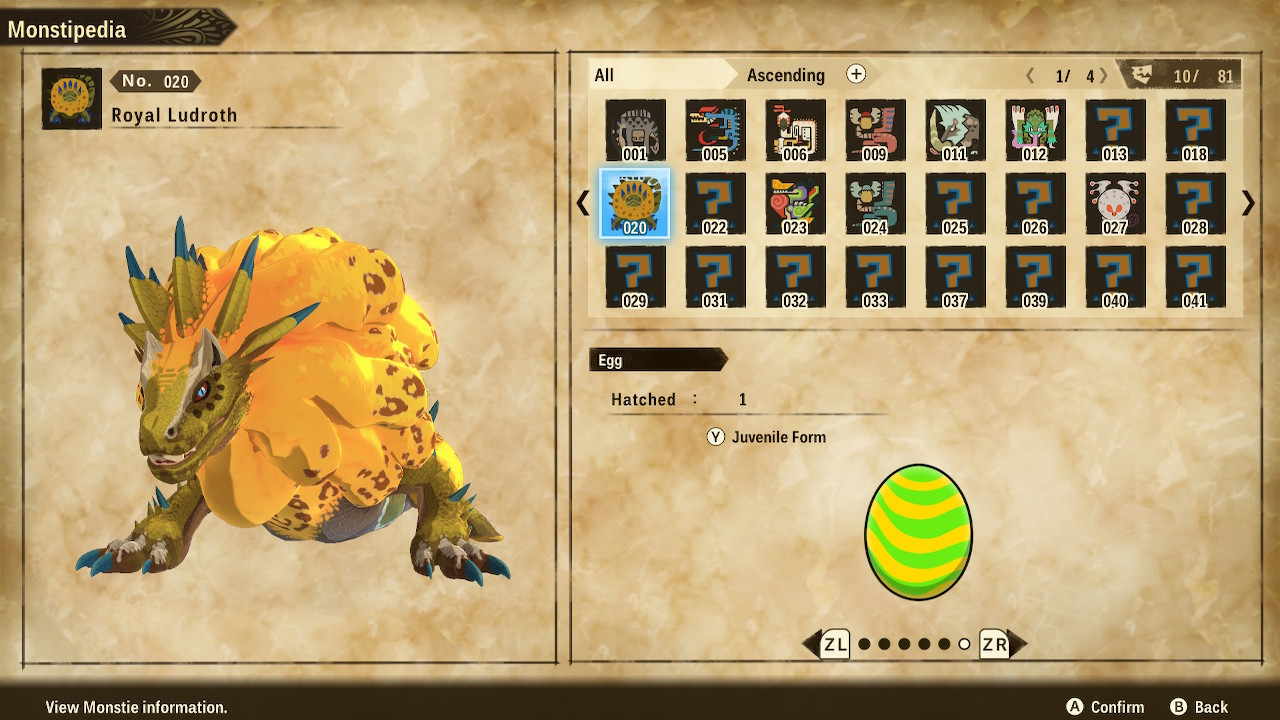 Monstipedia
No. 020
Royal Ludroth
All
Ascending +
1/ 4
10/ 81
001 005 006 009 011 012 013 018
020 022 023 024 025 026 027 028
029 031 032 033 037 039 040 041
Egg
Hatched : 1
Y Juvenile Form
ZL ZR
View Monstie information.
A Confirm B Back